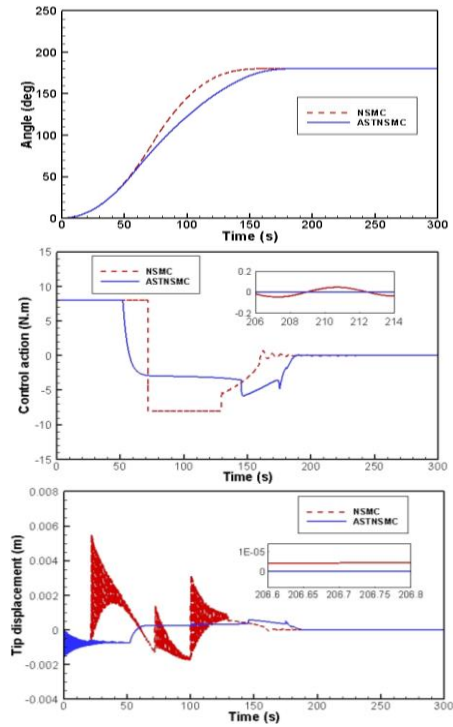 250
200
150
100
50
0
Angle (deg)
NSMC
ASTNSMC
0 50 100 150 200 250 300
Time (s)
15
10
5
0
-5
-10
-15
Control action (N.m)
NSMC
ASTNSMC
0.2
0
-0.2
206 208 210 212 214
0 50 100 150 200 250 300
Time (s)
0.008
0.006
0.004
0.002
0
-0.002
-0.004
Tip displacement (m)
NSMC
ASTNSMC
1E-05
0
206.6 206.65 206.7 206.75 206.8
0 50 100 150 200 250 300
Time (s)